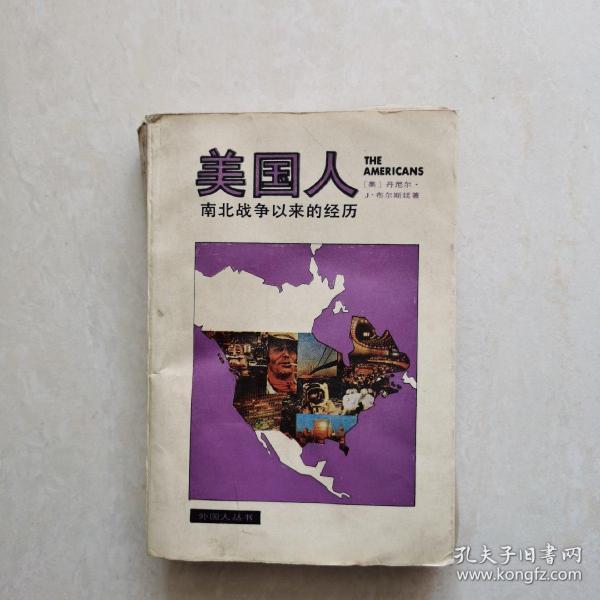 美国人
THE
AMERICANS
[美] 丹尼尔·
J·布尔斯廷著
南北战争以来的经历
外国人丛书
孔夫子旧书网
www.kongfz.com